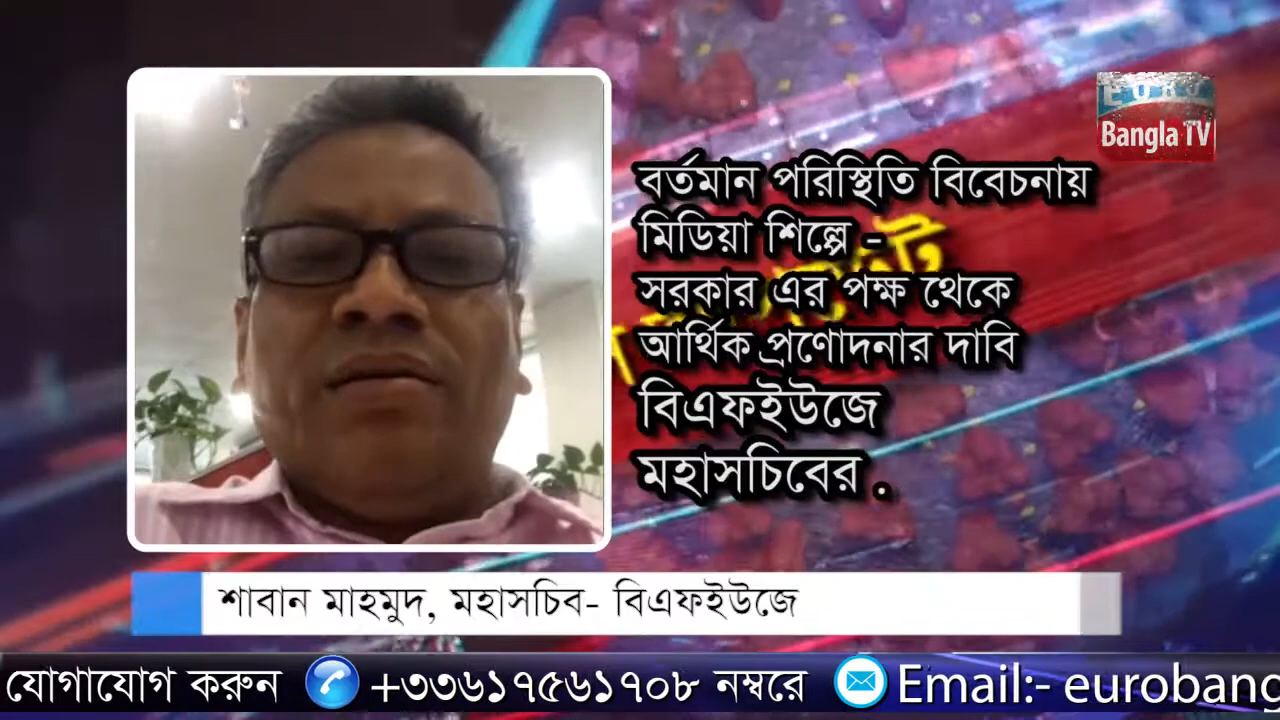 EURO
Bangla TV
বর্তমান পরিস্থিতি বিবেচনায়
মিডিয়া শিল্পে -
সরকার এর পক্ষ থেকে
আর্থিক প্রণোদনার দাবি
বিএফইউজে
মহাসচিবের .
শাবান মাহমুদ, মহাসচিব- বিএফইউজে
যোগাযোগ করুন +৩৩৬১৭৫৬১৭০৮ নম্বরে Email:- eurobang